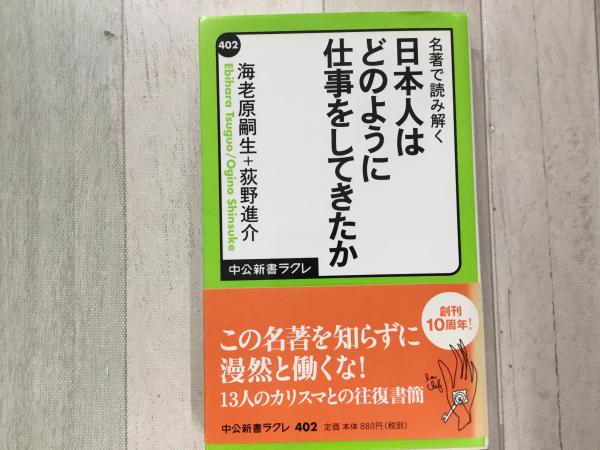 名著で読み解く
日本人は
どのように
仕事をしてきたか
402
海老原嗣生+荻野進介
Ebihara Tsuguo/Ogino Shinsuke
中公新書ラクレ
創刊
10周年!
この名著を知らずに
漫然と働くな!
13人のカリスマとの往復書簡
La
clef
中公新書ラクレ 402 定価 本体880円(税別)